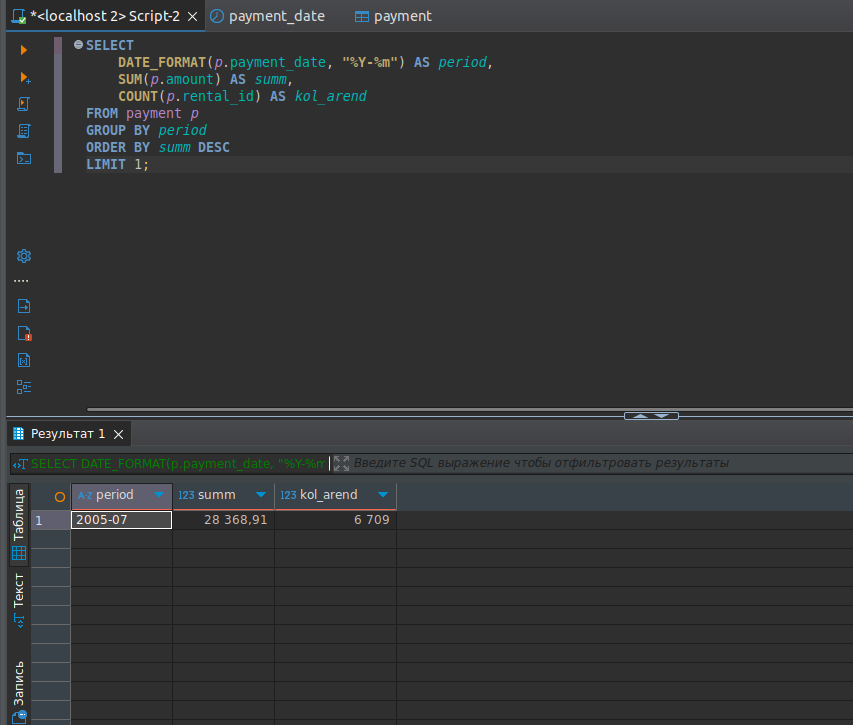 *<localhost 2> Script-2
payment_date
payment
SELECT
DATE_FORMAT(p.payment_date, "%Y-%m") AS period,
SUM(p.amount) AS summ,
COUNT(p.rental_id) AS kol_arend
FROM payment p
GROUP BY period
ORDER BY summ DESC
LIMIT 1;
Результат 1
SELECT DATE_FORMAT(p.payment_date, "%Y-%m
Введите SQL выражение чтобы отфильтровать результаты
Таблица
Текст
Запись
A-Z period
123 summ
123 kol_arend
1
2005-07
28 368,91
6 709